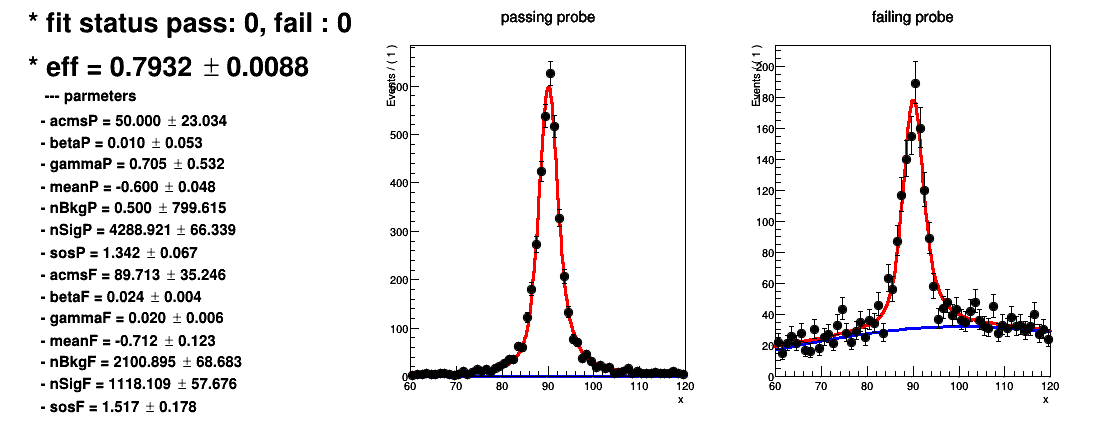 * fit status pass: 0, fail : 0
* eff = 0.7932 ± 0.0088
--- parmeters
- acmsP = 50.000 ± 23.034
- betaP = 0.010 ± 0.053
- gammaP = 0.705 ± 0.532
- meanP = -0.600 ± 0.048
- nBkgP = 0.500 ± 799.615
- nSigP = 4288.921 ± 66.339
- sosP = 1.342 ± 0.067
- acmsF = 89.713 ± 35.246
- betaF = 0.024 ± 0.004
- gammaF = 0.020 ± 0.006
- meanF = -0.712 ± 0.123
- nBkgF = 2100.895 ± 68.683
- nSigF = 1118.109 ± 57.676
- sosF = 1.517 ± 0.178
passing probe
Events / ( 1 )
600
500
400
300
200
100
0
60 70 80 90 100 110 120
x
failing probe
Events / ( 1 )
200
180
160
140
120
100
80
60
40
20
0
60 70 80 90 100 110 120
x